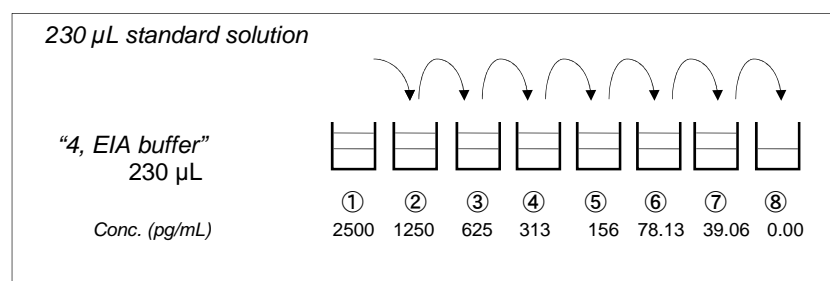 230 µL standard solution
“4, EIA buffer”
230 µL
① ② ③ ④ ⑤ ⑥ ⑦ ⑧
Conc. (pg/mL) 2500 1250 625 313 156 78.13 39.06 0.00